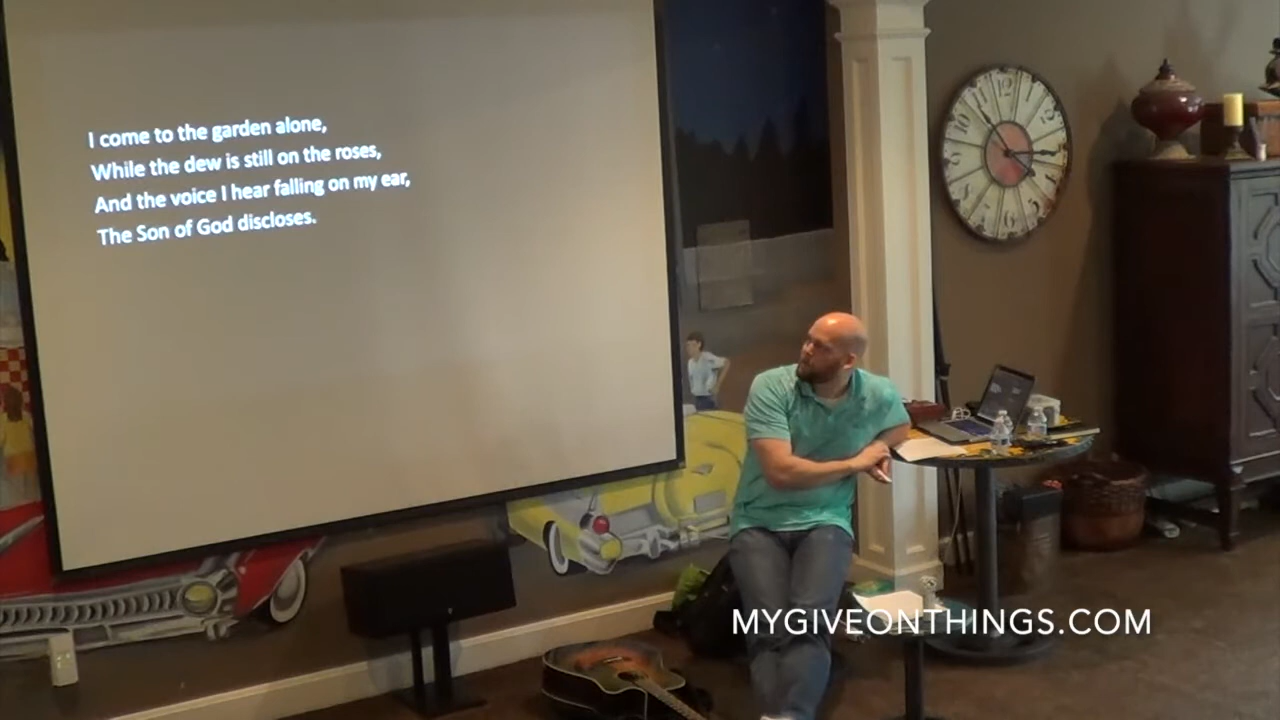 I come to the garden alone,
While the dew is still on the roses,
And the voice I hear falling on my ear,
The Son of God discloses.
MYGIVEONTHINGS.COM